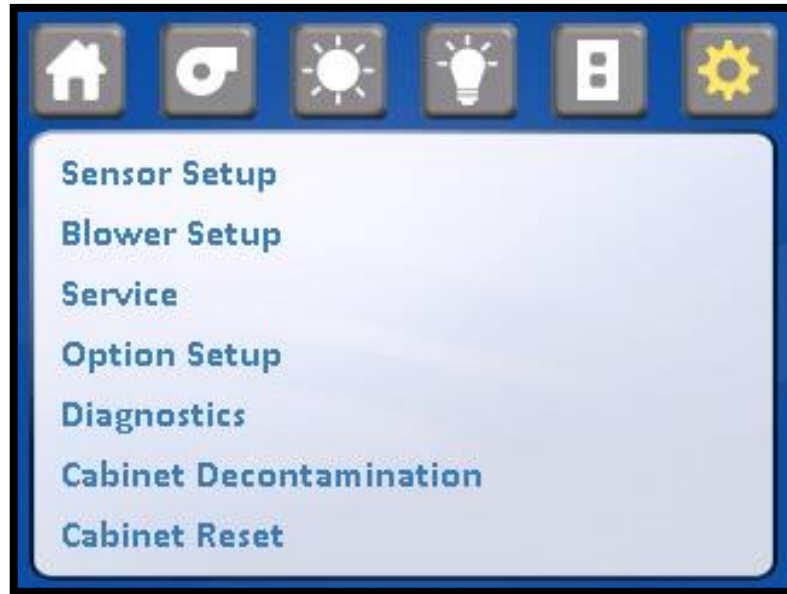 Sensor Setup
Blower Setup
Service
Option Setup
Diagnostics
Cabinet Decontamination
Cabinet Reset